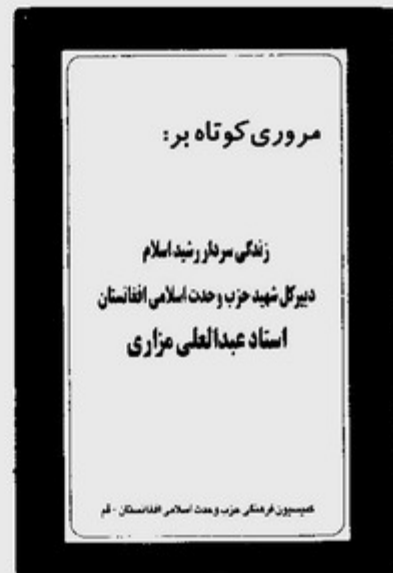 مروری کوتاه بر:
زندگی سردار رشید اسلام
دبیرکل شهید حزب وحدت اسلامی افغانستان
استاد عبدالعلی مزاری
کمیسیون فرهنگی حزب وحدت اسلامی افغانستان - قم